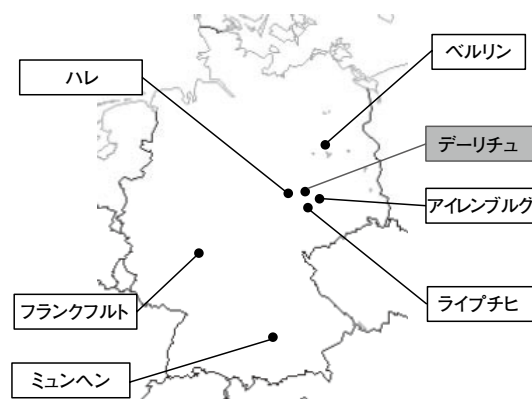 ベルリン
ハレ
デーリチュ
アイレンブルグ
ライプチヒ
フランクフルト
ミュンヘン